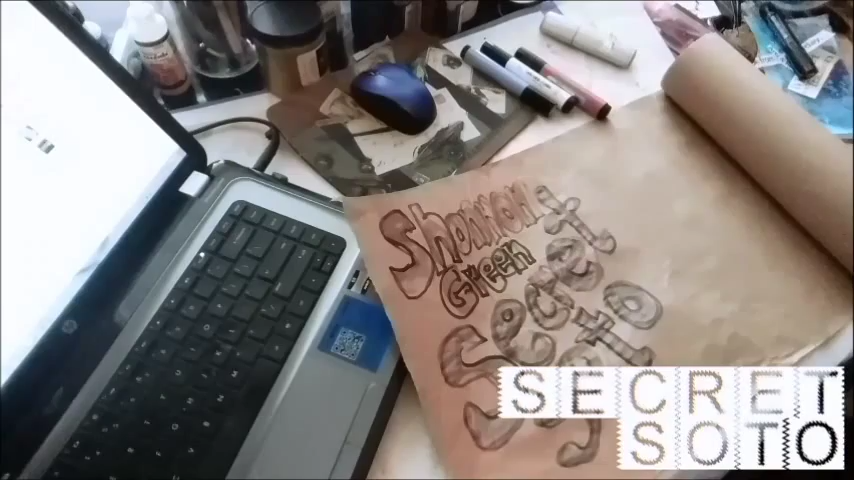 Shannon
Green
Secret
Soto
SECRET
SOTO